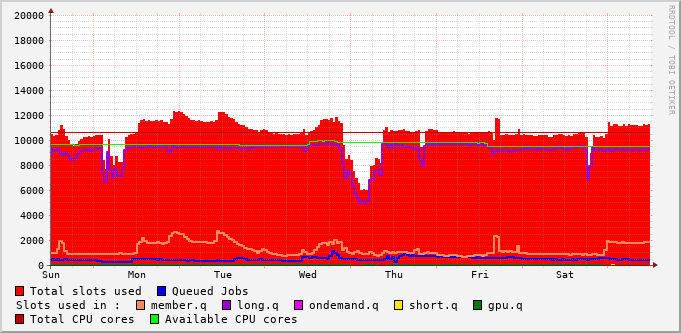 RRDTOOL / TOBI OETIKER
20000
18000
16000
14000
12000
10000
8000
6000
4000
2000
0
Sun Mon Tue Wed Thu Fri Sat
Total slots used Queued Jobs
Slots used in : member.q long.q ondemand.q short.q gpu.q
Total CPU cores Available CPU cores